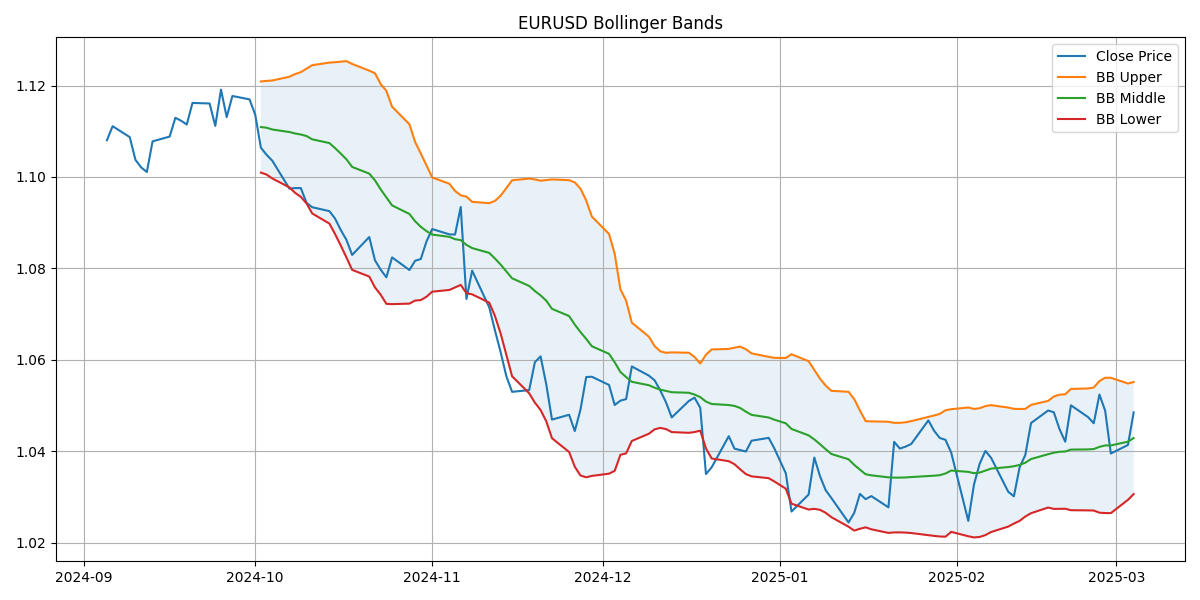 EURUSD Bollinger Bands
Close Price
BB Upper
BB Middle
BB Lower
1.12
1.10
1.08
1.06
1.04
1.02
2024-09
2024-10
2024-11
2024-12
2025-01
2025-02
2025-03